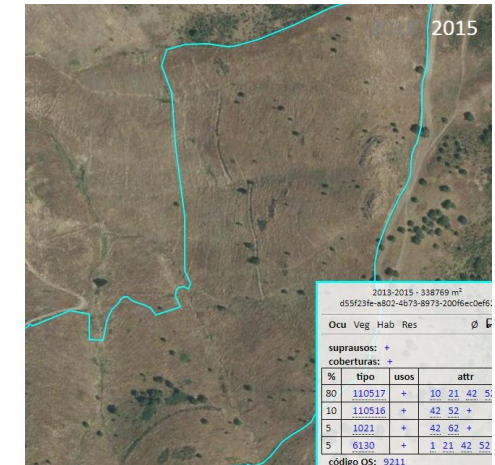 2015
2013-2015 - 338769 m²
d55f23fe-a802-4b73-8973-200f6ec0ef62
Ocu Veg Hab Res Ø
suprausos: +
coberturas: +
% tipo usos attr
80 110517 + 10 21 42 52
10 110516 + 42 52 +
5 1021 + 42 62 +
5 6130 + 1 21 42 52
código OS: 9211